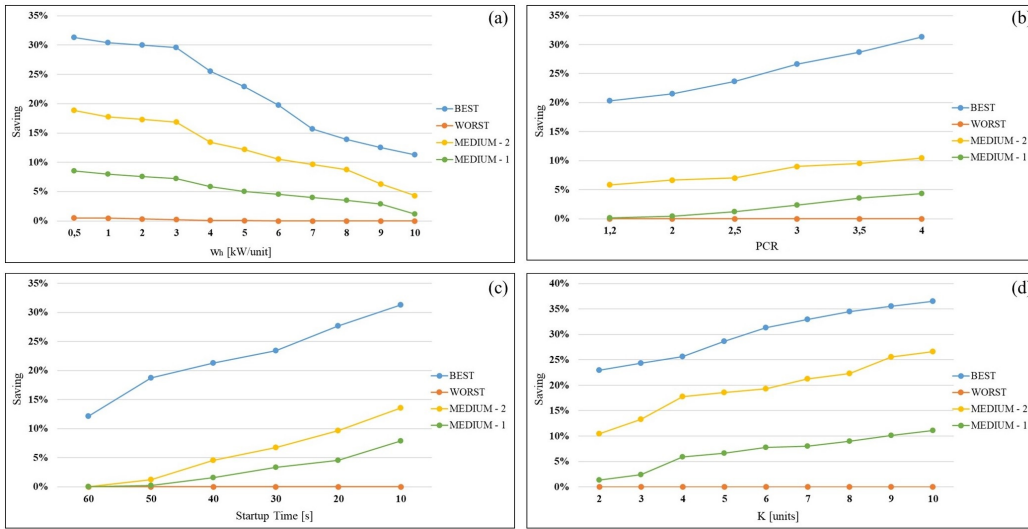 (a)
35%
30%
25%
20%
15%
10%
5%
0%
Saving
0,5 1 2 3 4 5 6 7 8 9 10
wh [kW/unit]
BEST
WORST
MEDIUM - 2
MEDIUM - 1
(b)
35%
30%
25%
20%
15%
10%
5%
0%
Saving
1,2 2 2,5 3 3,5 4
PCR
BEST
WORST
MEDIUM - 2
MEDIUM - 1
(c)
35%
30%
25%
20%
15%
10%
5%
0%
Saving
60 50 40 30 20 10
Startup Time [s]
BEST
WORST
MEDIUM - 2
MEDIUM - 1
(d)
40%
35%
30%
25%
20%
15%
10%
5%
0%
Saving
2 3 4 5 6 7 8 9 10
K [units]
BEST
WORST
MEDIUM - 2
MEDIUM - 1